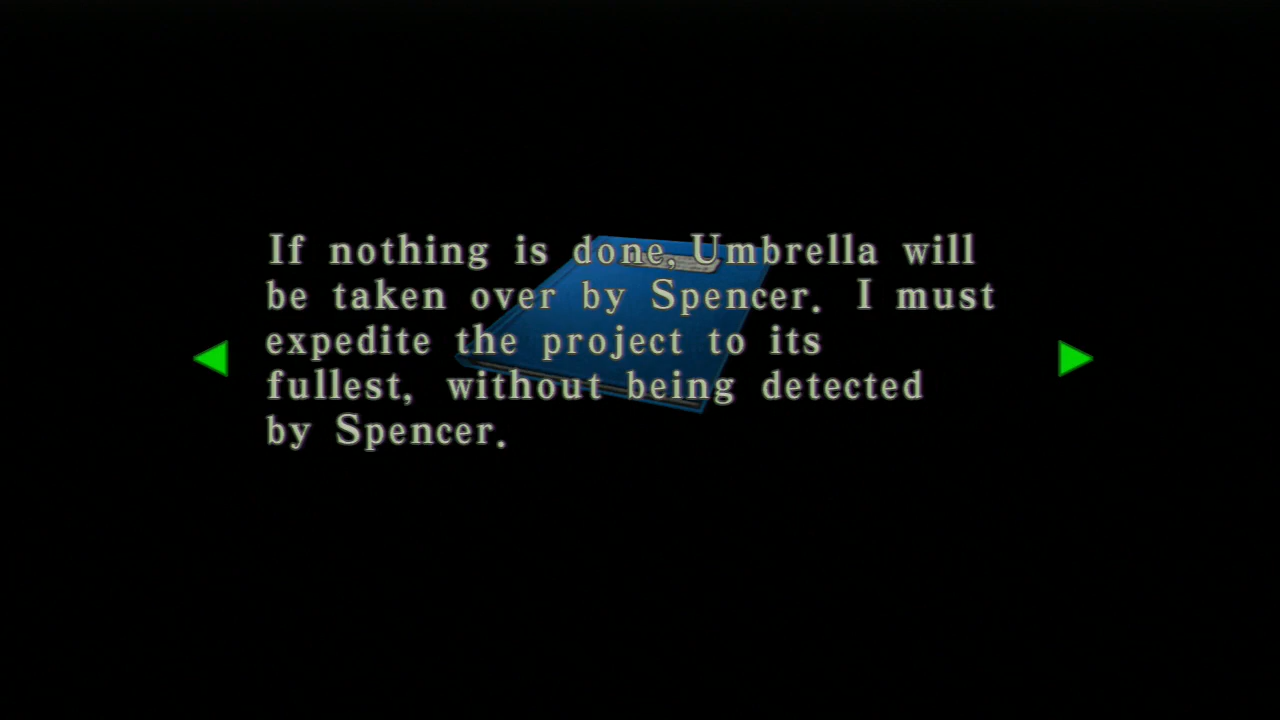 If nothing is done, Umbrella will
be taken over by Spencer. I must
expedite the project to its
fullest, without being detected
by Spencer.